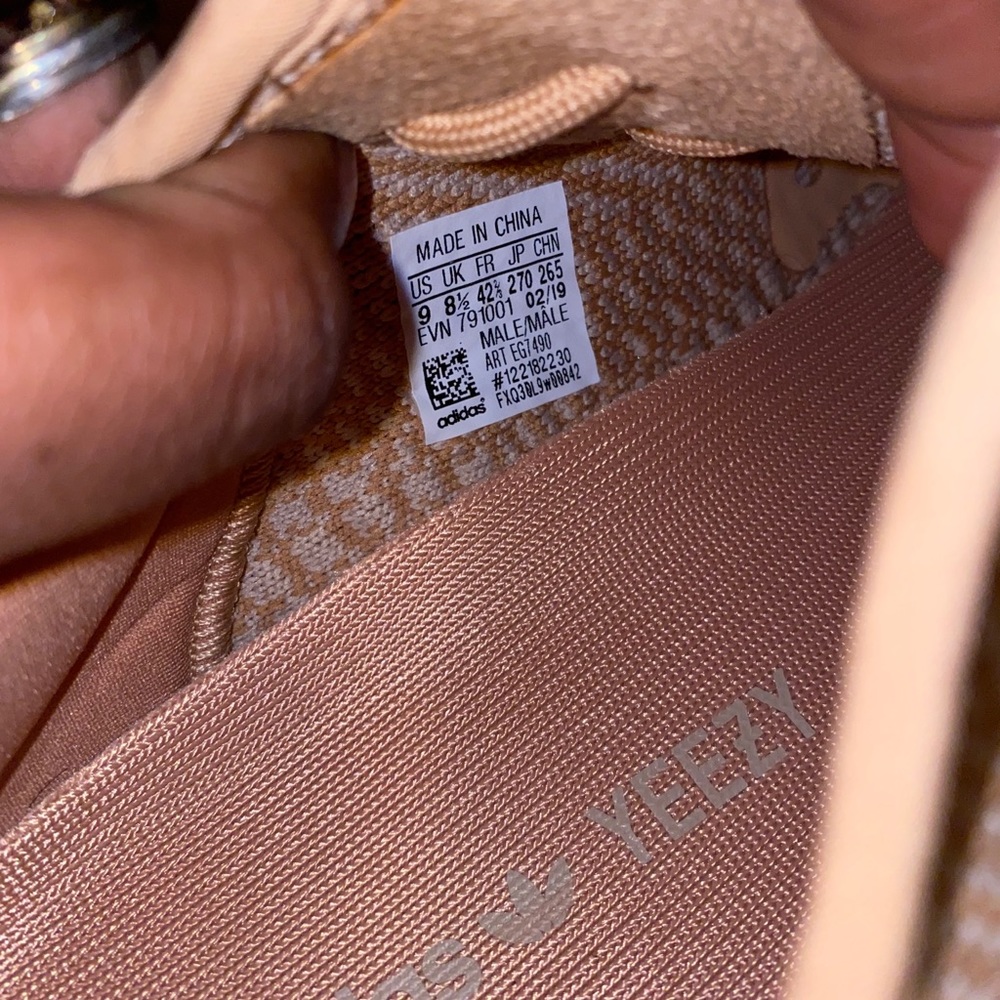 MADE IN CHINA
US UK FR JP CHN
9 8½ 42⅔ 270 265
EVN 791001 02/19
MALE/MÂLE
ART EG7490
#122182230
FXQ30L9W00842
adidas
YEEZY
das